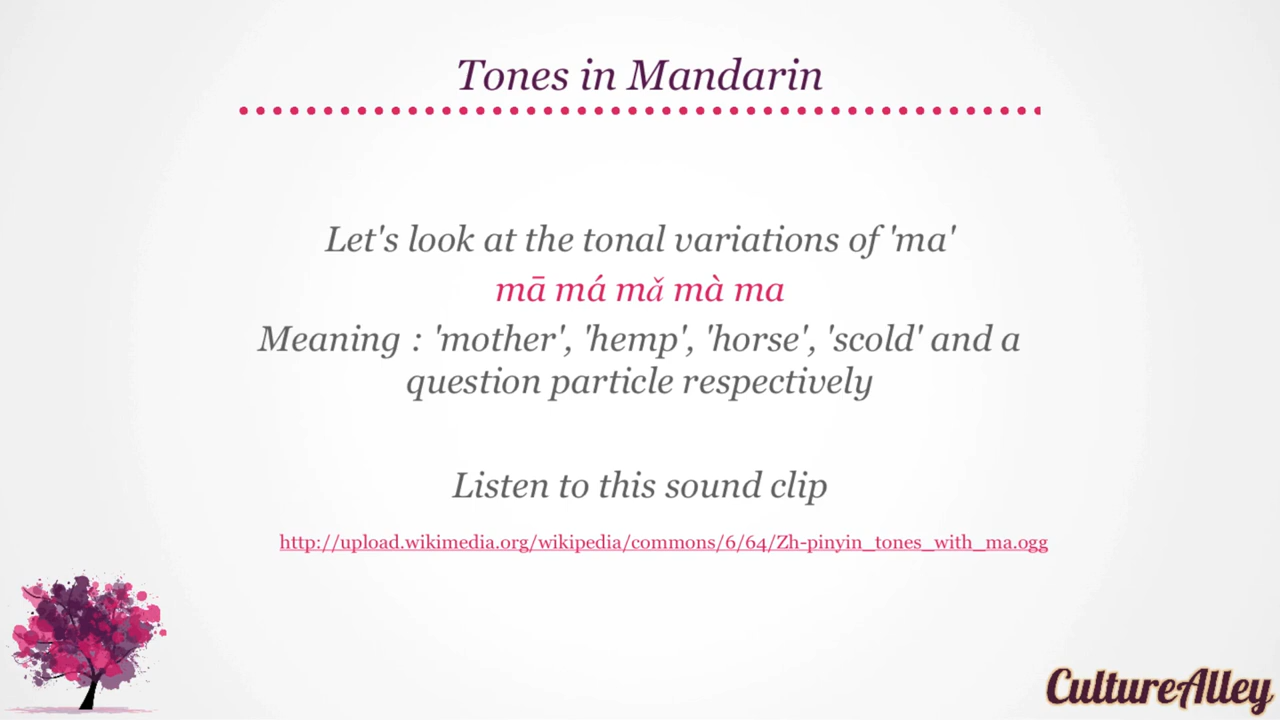 Tones in Mandarin
Let's look at the tonal variations of 'ma'
mā má mǎ mà ma
Meaning : 'mother', 'hemp', 'horse', 'scold' and a
question particle respectively
Listen to this sound clip
http://upload.wikimedia.org/wikipedia/commons/6/64/Zh-pinyin_tones_with_ma.ogg
CultureAlley